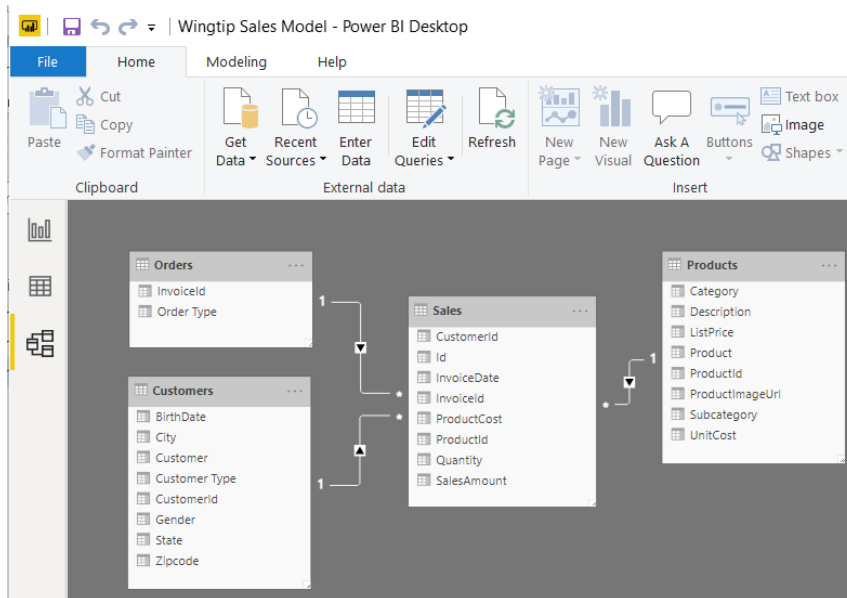 Wingtip Sales Model - Power BI Desktop
File Home Modeling Help
Paste
Cut
Copy
Format Painter
Clipboard
Get Data
Recent Sources
Enter Data
Edit Queries
Refresh
External data
New Page
New Visual
Ask A Question
Buttons
Text box
Image
Shapes
Insert
Orders
InvoiceId
Order Type
1
*
Customers
BirthDate
City
Customer
Customer Type
CustomerId
Gender
State
Zipcode
1
*
Sales
CustomerId
Id
InvoiceDate
InvoiceId
ProductCost
ProductId
Quantity
SalesAmount
*
1
Products
Category
Description
ListPrice
Product
ProductId
ProductImageUrl
Subcategory
UnitCost